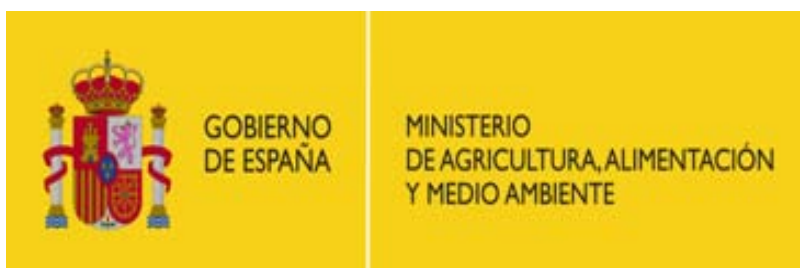 GOBIERNO
DE ESPAÑA
MINISTERIO
DE AGRICULTURA, ALIMENTACIÓN
Y MEDIO AMBIENTE